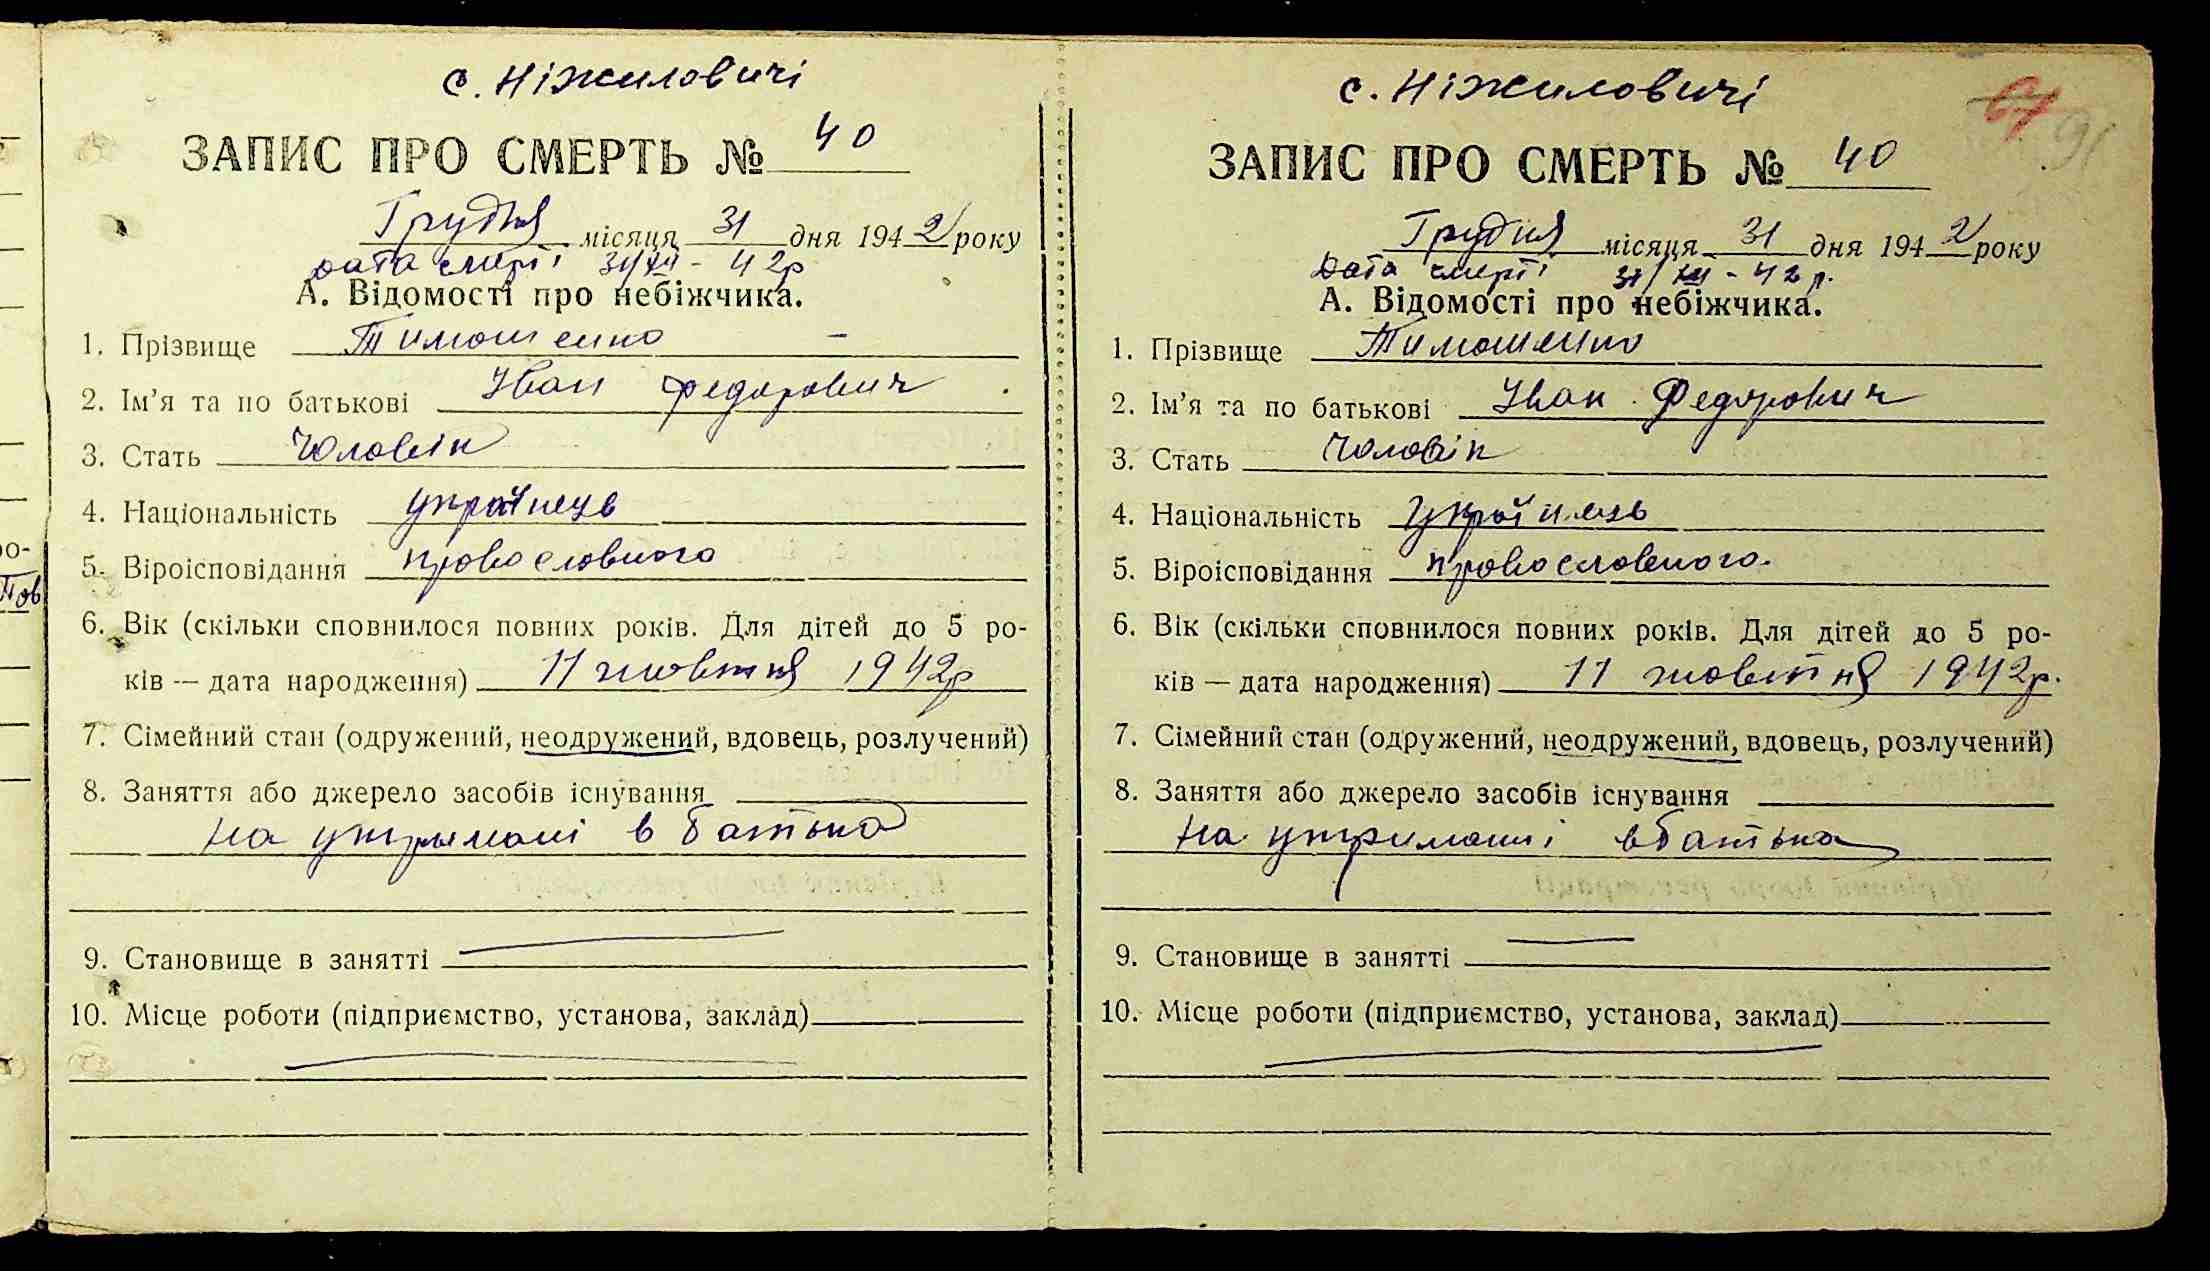 с. Ніжиловичі
ЗАПИС ПРО СМЕРТЬ № 40
Грудня місяця 31 дня 1942 року
Дата смерті 31/XII - 42р
А. Відомості про небіжчика.
1. Прізвище Тимошенко
2. Ім'я та по батькові Іван Федорович
3. Стать Чоловік
4. Національність українець
5. Віроісповідання православного
6. Вік (скільки сповнилося повних років. Для дітей до 5 ро-
ків — дата народження) 11 жовтня 1942р
7. Сімейний стан (одружений, неодружений, вдовець, розлучений)
8. Заняття або джерело засобів існування
на утримані в батька
9. Становище в занятті
10. Місце роботи (підприємство, установа, заклад)
с. Ніжиловичі
67 91
ЗАПИС ПРО СМЕРТЬ № 40
Грудня місяця 31 дня 1942 року
Дата смерті 31/XII - 42 р.
А. Відомості про небіжчика.
1. Прізвище Тимошенко
2. Ім'я та по батькові Іван Федорович
3. Стать Чоловік
4. Національність Українець
5. Віроісповідання православного.
6. Вік (скільки сповнилося повних років. Для дітей до 5 ро-
ків — дата народження) 11 жовтня 1942р.
7. Сімейний стан (одружений, неодружений, вдовець, розлучений)
8. Заняття або джерело засобів існування
на утриманні в батька
9. Становище в занятті
10. Місце роботи (підприємство, установа, заклад)